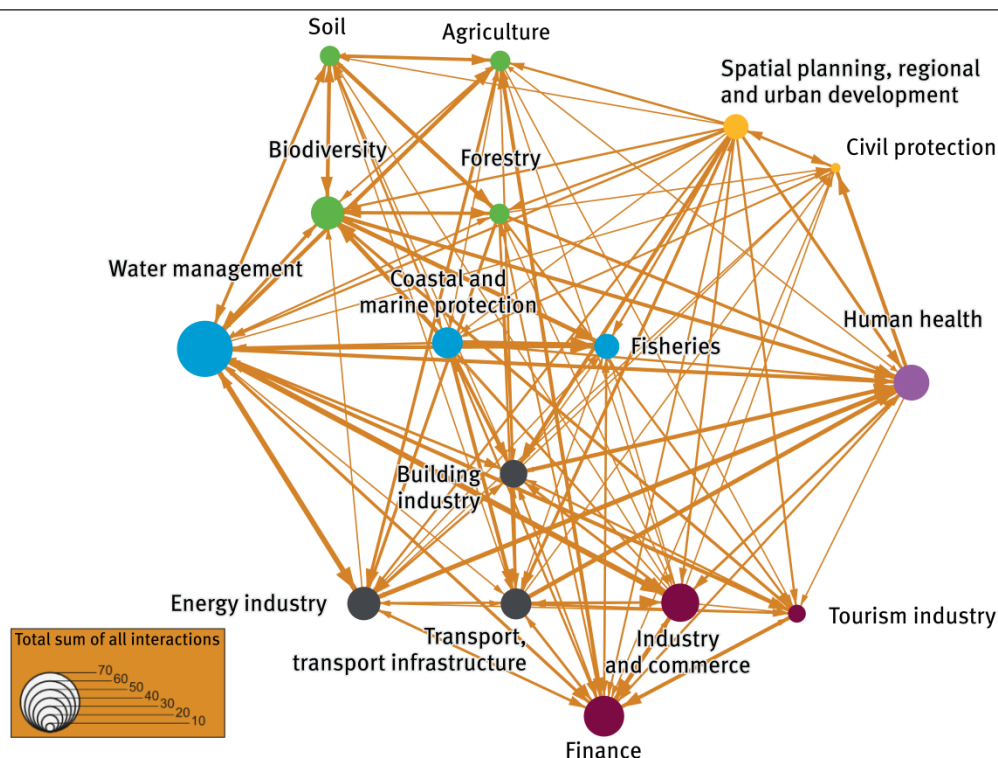 Soil
Agriculture
Spatial planning, regional
and urban development
Civil protection
Biodiversity
Forestry
Water management
Coastal and
marine protection
Human health
Fisheries
Building
industry
Energy industry
Transport,
transport infrastructure
Industry
and commerce
Tourism industry
Finance
Total sum of all interactions
70
60
50
40
30
20
10